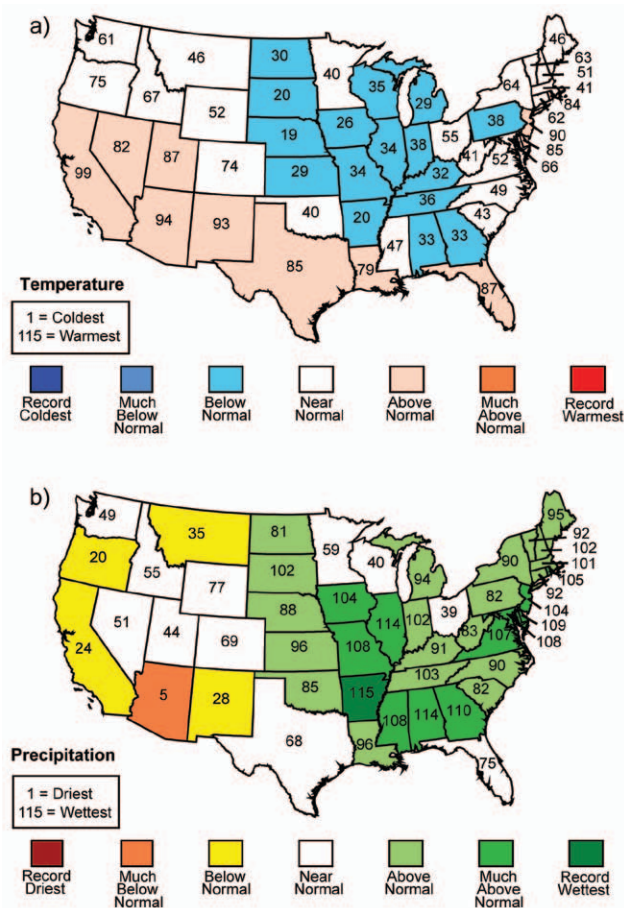 a)
61
46
30
40
46
63
51
41
84
62
90
85
66
75
67
52
20
35
29
64
38
82
87
74
19
26
34
38
55
41
52
99
29
34
32
49
94
93
40
20
36
43
85
79
47
33
33
87
Temperature
1 = Coldest
115 = Warmest
Record
Coldest
Much
Below
Normal
Below
Normal
Near
Normal
Above
Normal
Much
Above
Normal
Record
Warmest
b)
49
35
81
59
95
92
102
101
105
92
104
109
108
20
55
77
102
40
94
90
82
51
44
69
88
104
114
102
39
83
107
24
96
108
91
90
5
28
85
115
103
82
68
96
108
114
110
75
Precipitation
1 = Driest
115 = Wettest
Record
Driest
Much
Below
Normal
Below
Normal
Near
Normal
Above
Normal
Much
Above
Normal
Record
Wettest